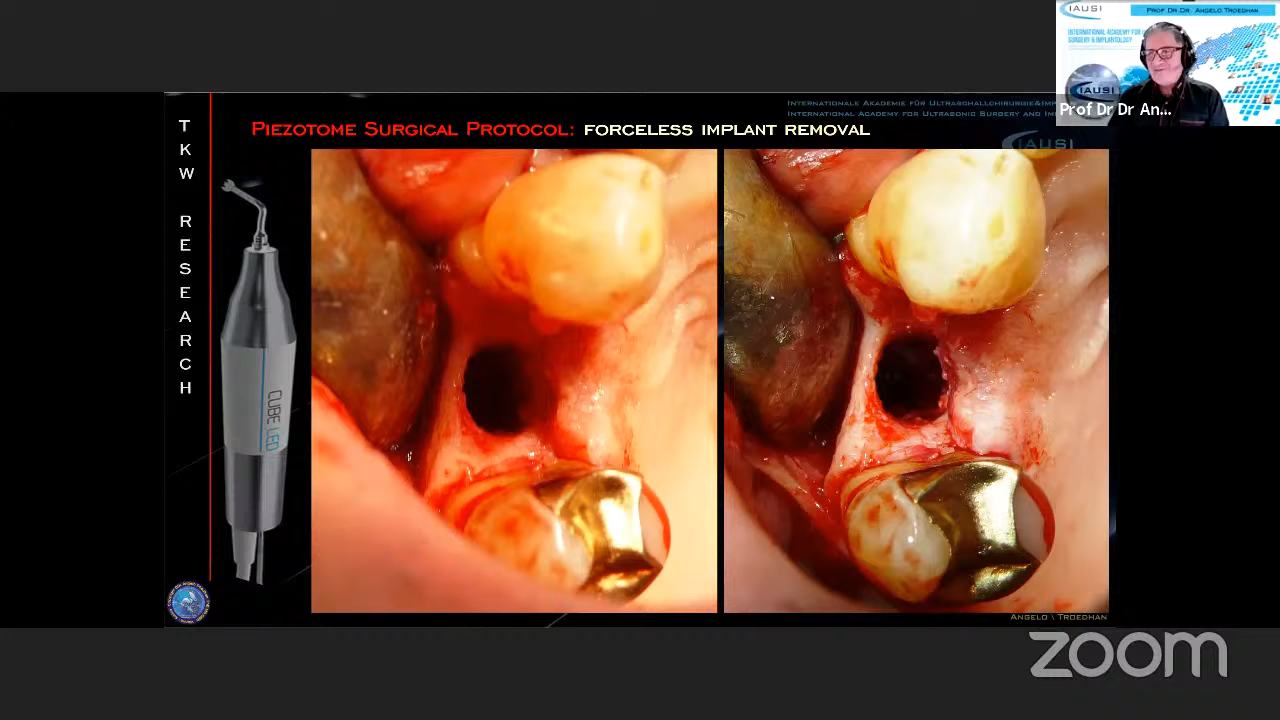 IAUSI
Prof Dr Dr Angelo Troedhan
INTERNATIONAL ACADEMY FOR
SURGERY & IMPLANTOLOGY
IAUSI
Prof Dr Dr An...
Internationale Akademie für Ultraschallchirurgie&
International Academy for Ultrasonic Surgery and
IAUSI
Piezotome Surgical Protocol: forceless implant removal
TKW RESEARCH
CUBE LED
Angelo \ Troedhan
zoom